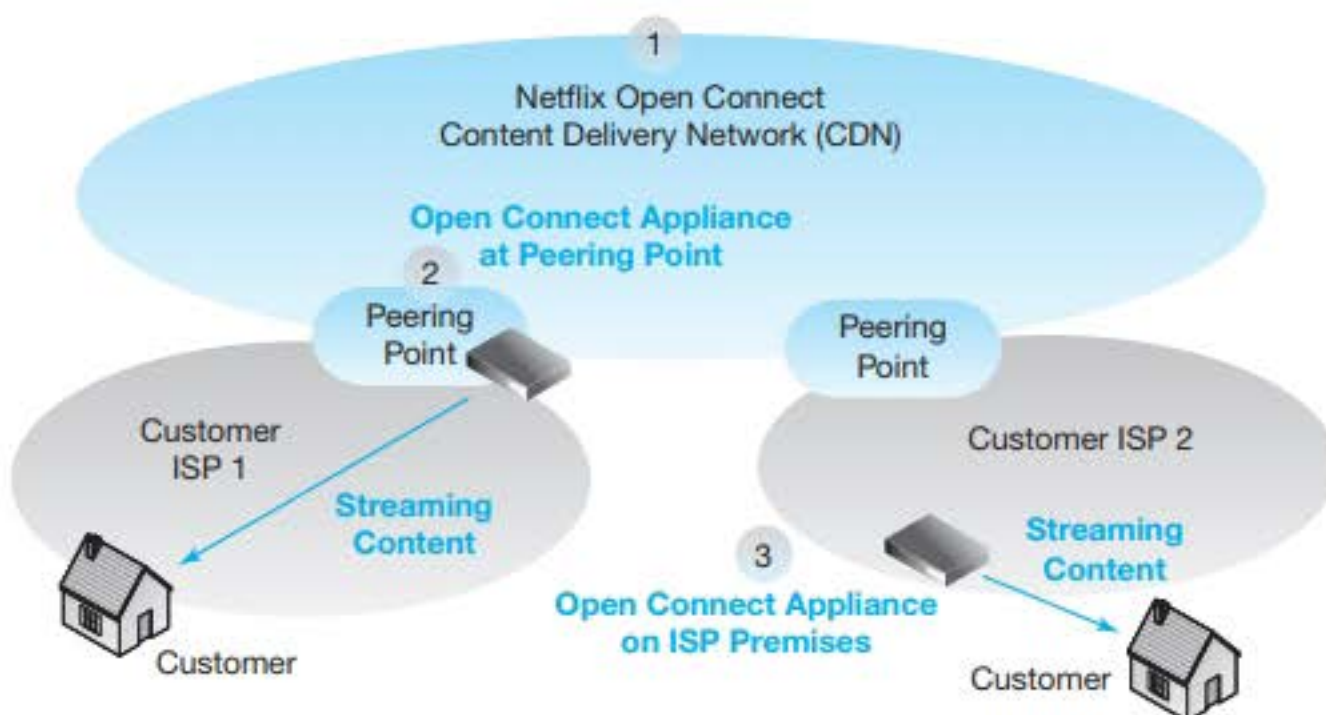 1
Netflix Open Connect
Content Delivery Network (CDN)
Open Connect Appliance
at Peering Point
2
Peering
Point
Peering
Point
Customer
ISP 1
Customer ISP 2
Streaming
Content
3
Streaming
Content
Open Connect Appliance
on ISP Premises
Customer
Customer